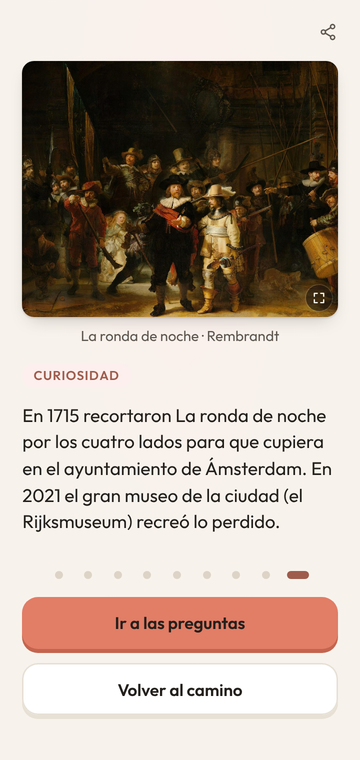 La ronda de noche · Rembrandt
CURIOSIDAD
En 1715 recortaron La ronda de noche
por los cuatro lados para que cupiera
en el ayuntamiento de Ámsterdam. En
2021 el gran museo de la ciudad (el
Rijksmuseum) recreó lo perdido.
Ir a las preguntas
Volver al camino